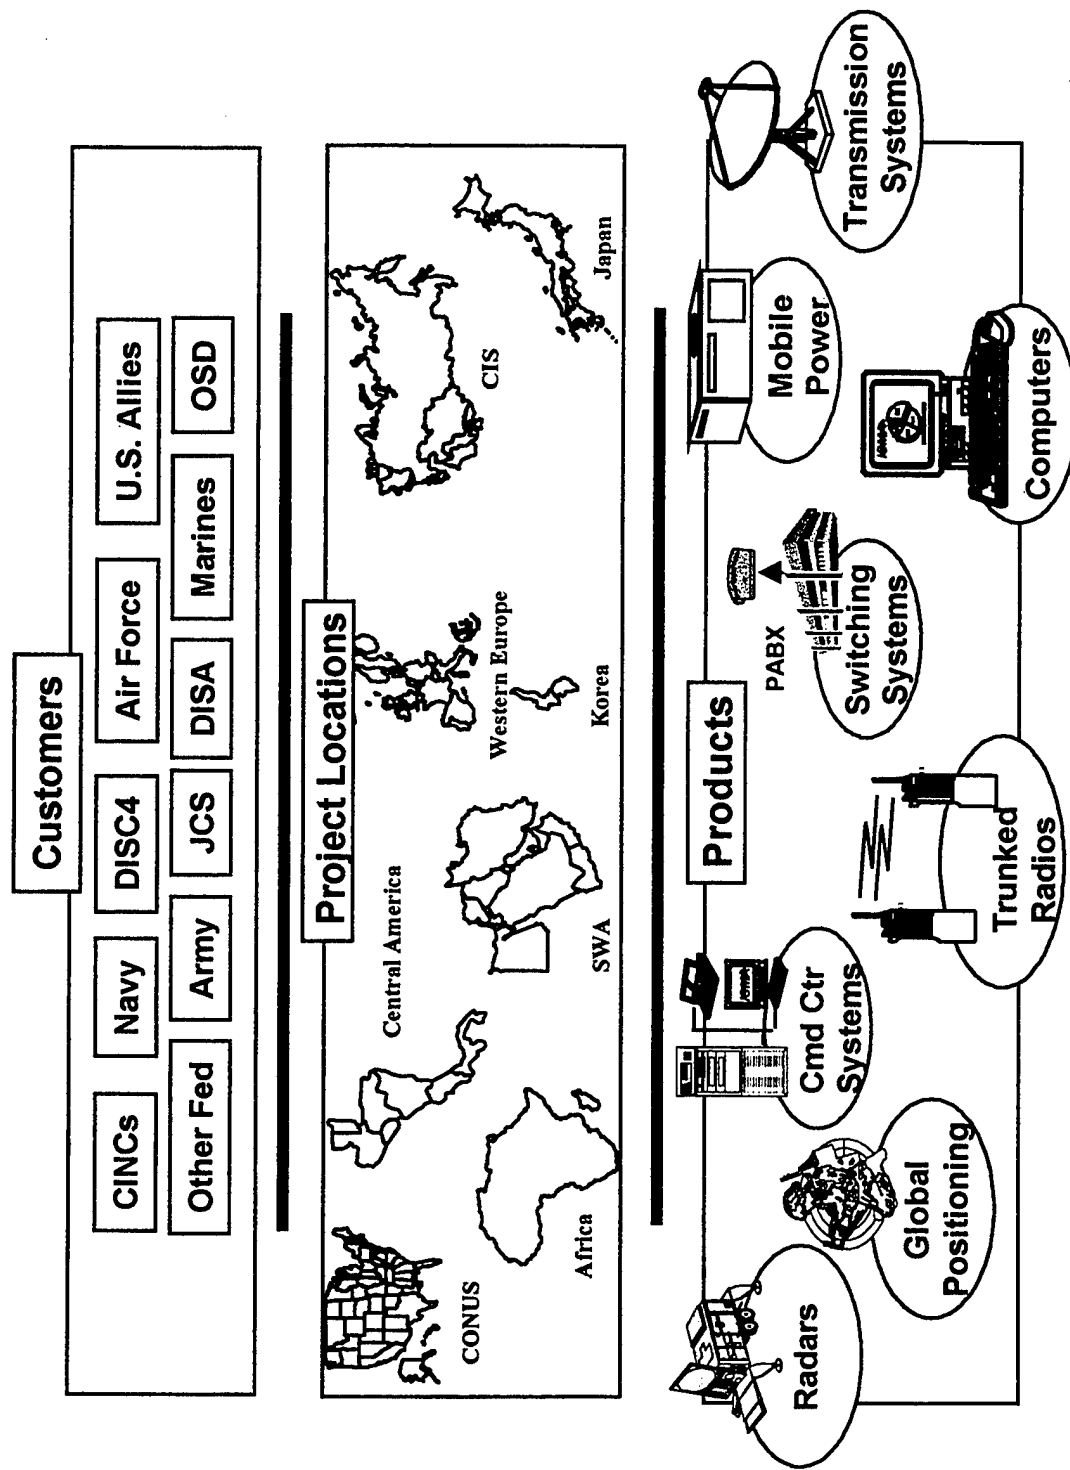 Customers
CINCs
Navy
DISC4
Air Force
U.S. Allies
Other Fed
Army
JCS
DISA
Marines
OSD
Project Locations
CONUS
Central America
Western Europe
CIS
Africa
SWA
Korea
Japan
Products
Radars
Global
Positioning
Cmd Ctr
Systems
Trunked
Radios
PABX
Switching
Systems
Mobile
Power
Computers
Transmission
Systems